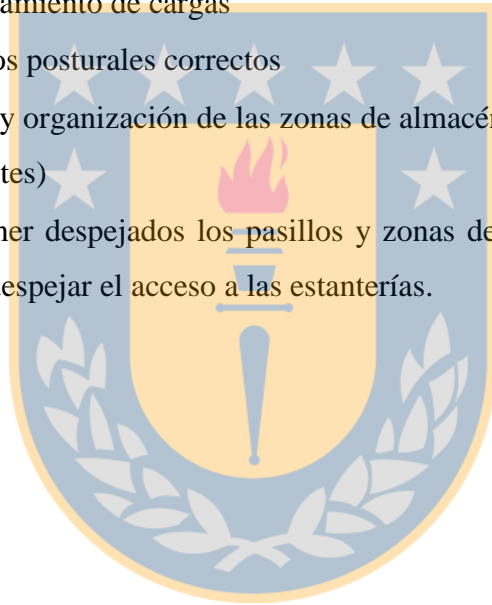 amiento de cargas
os posturales correctos
y organización de las zonas de almacén
tes)
ner despejados los pasillos y zonas de
espejar el acceso a las estanterías.